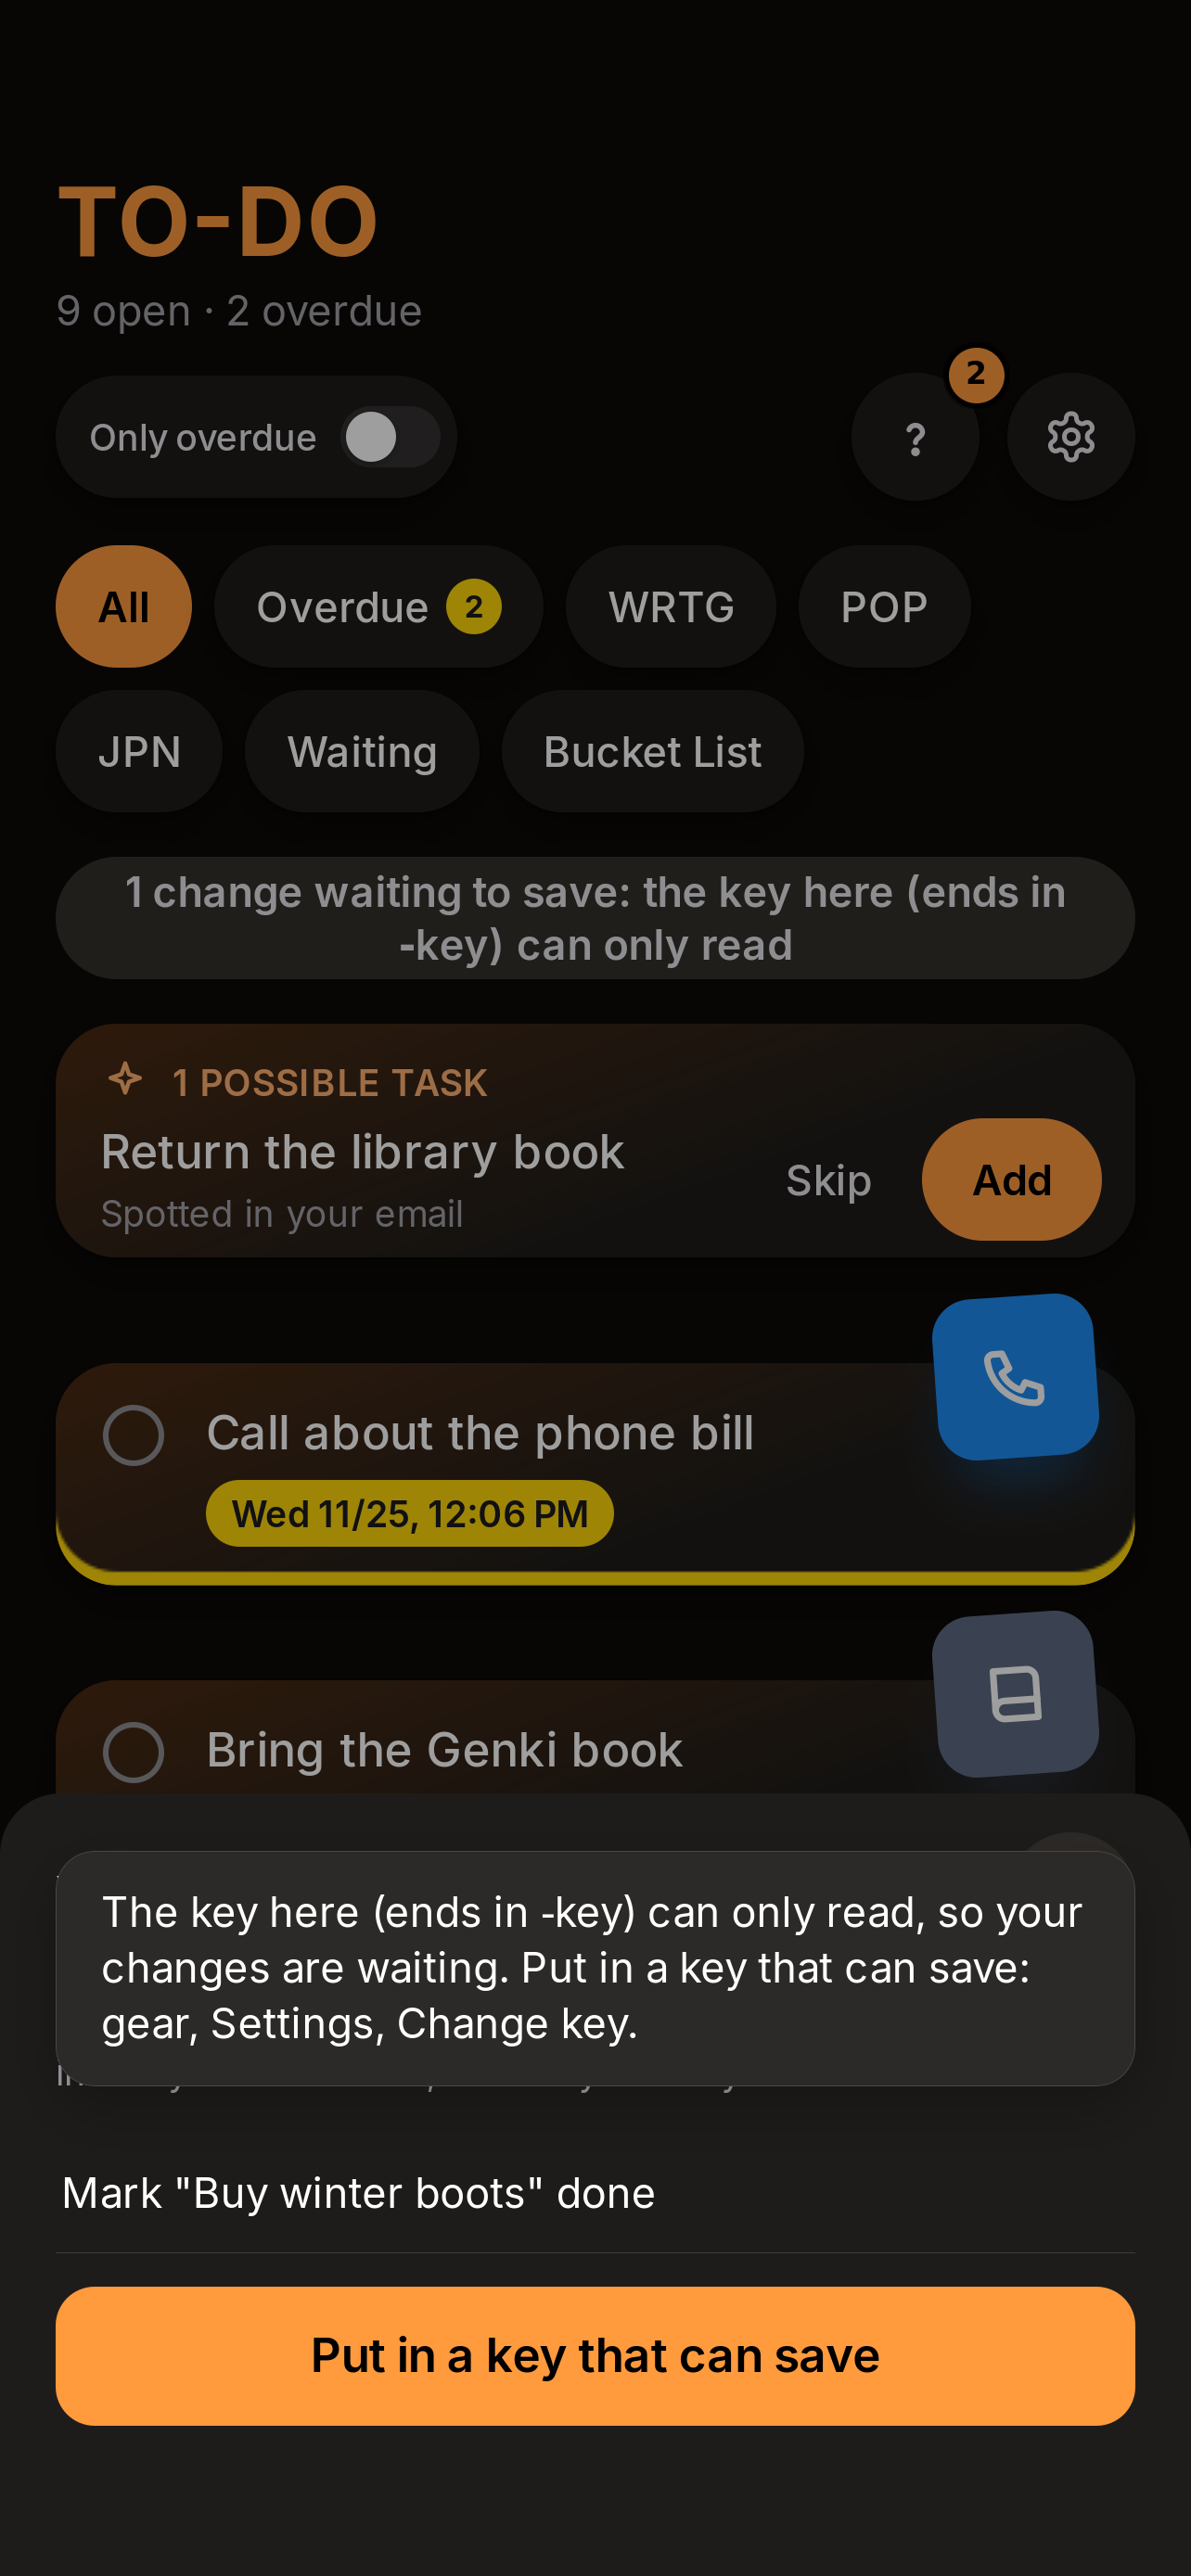 TO-DO
9 open · 2 overdue
Only overdue
?
2
All
Overdue 2
WRTG
POP
JPN
Waiting
Bucket List
1 change waiting to save: the key here (ends in
-key) can only read
1 POSSIBLE TASK
Return the library book
Spotted in your email
Skip
Add
Call about the phone bill
Wed 11/25, 12:06 PM
Bring the Genki book
The key here (ends in -key) can only read, so your
changes are waiting. Put in a key that can save:
gear, Settings, Change key.
Mark "Buy winter boots" done
Put in a key that can save